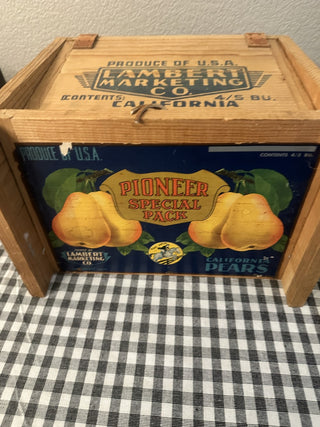 PRODUCE OF U.S.A.
LAMBERT
MARKETING
CO.
CONTENTS: 4/5 BU.
CALIFORNIA
PRODUCE OF U.S.A.
CONTENTS 4/5 BU.
PIONEER
SPECIAL
PACK
LAMBERT
MARKETING
CO
CALIFORNIA
PEARS